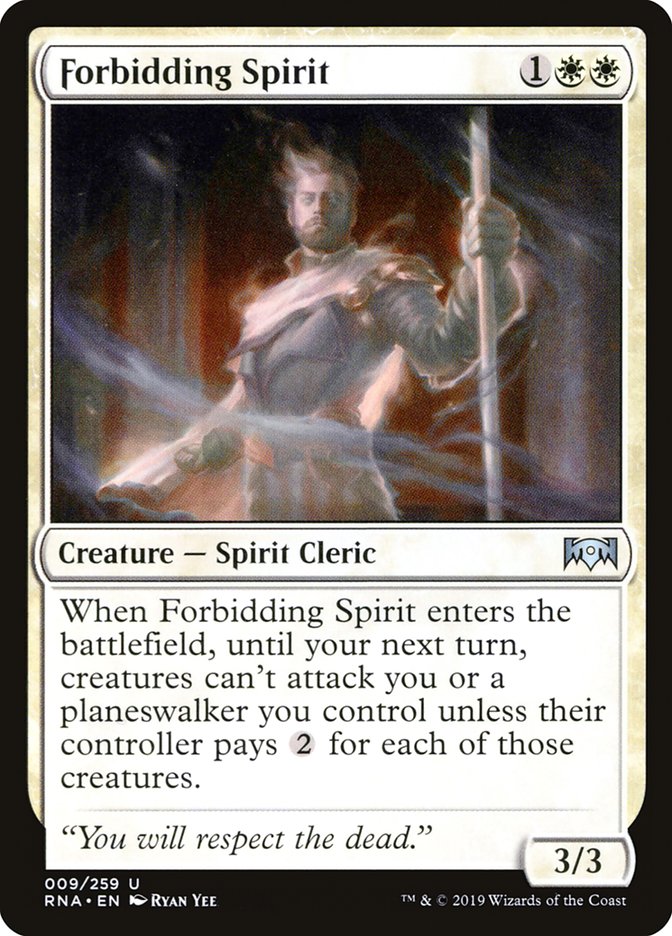 Forbidding Spirit 1
Creature — Spirit Cleric
When Forbidding Spirit enters the
battlefield, until your next turn,
creatures can't attack you or a
planeswalker you control unless their
controller pays 2 for each of those
creatures.
“You will respect the dead.”
3/3
009/259 U
RNA • EN Ryan Yee ™ & © 2019 Wizards of the Coast